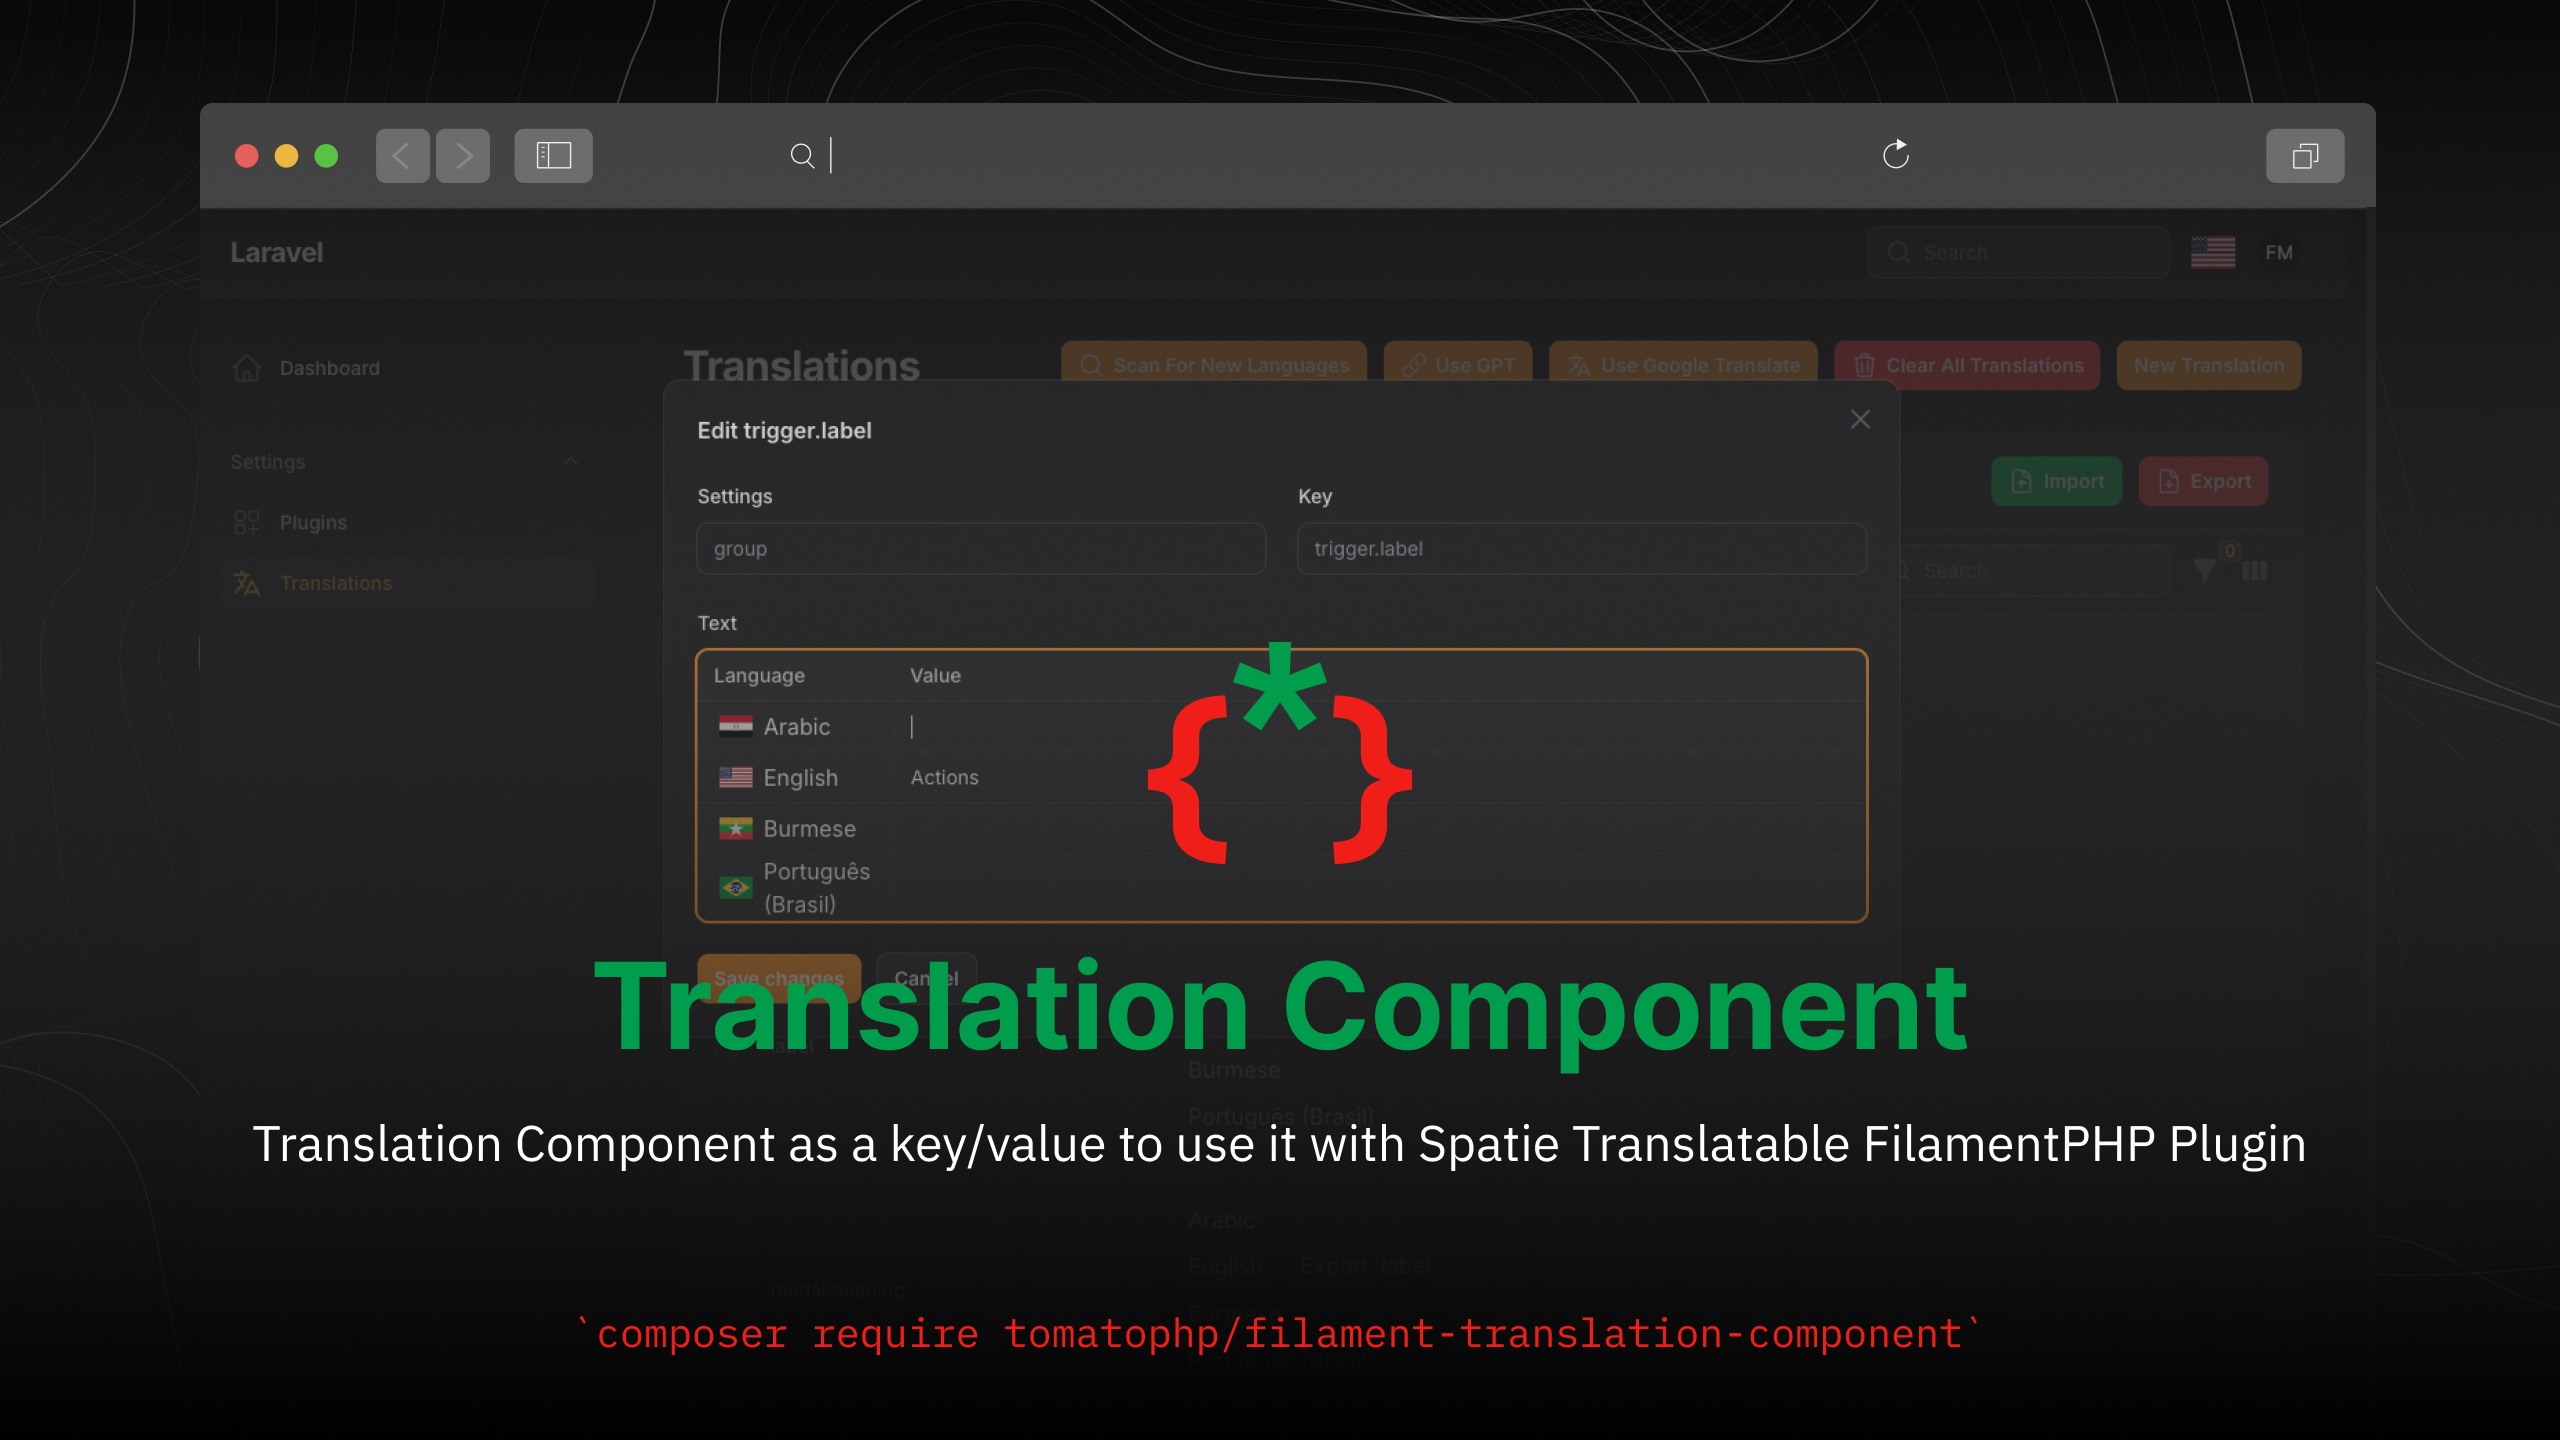 Laravel
Search
FM
Dashboard
Translations
Scan For New Languages
Use GPT
Use Google Translate
Clear All Translations
New Translation
Settings
Plugins
Translations
Edit trigger.label
Import
Export
Settings
Key
group
trigger.label
Search
0
Text
Language
Value
Arabic
English
Actions
Burmese
Português
(Brasil)
{*}
Save changes
Cancel
Translation Component
label
Burmese
Português (Brasil)
Translation Component as a key/value to use it with Spatie Translatable FilamentPHP Plugin
Arabic
English
Export :label
modal heading
Burmese
`composer require tomatophp/filament-translation-component`